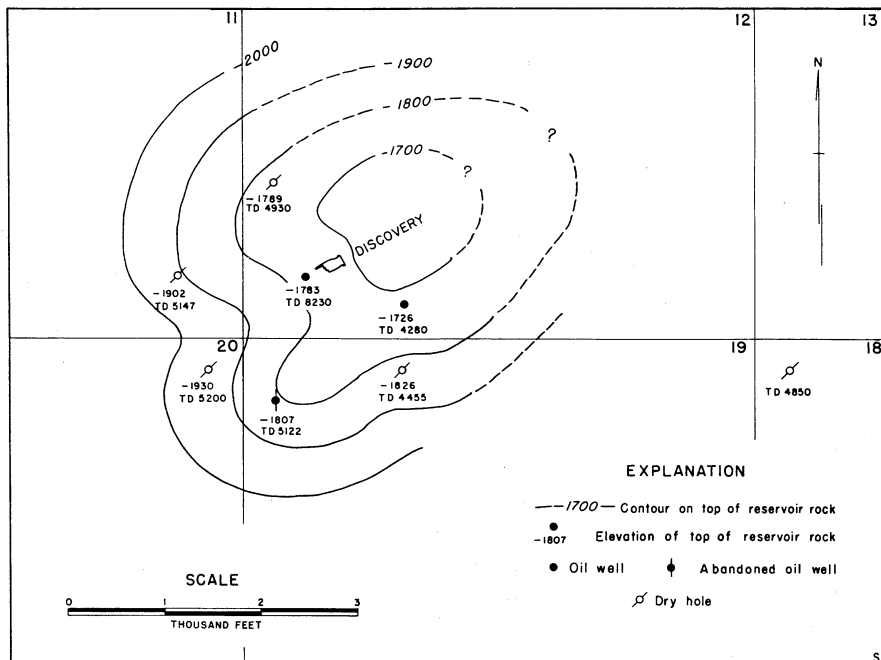 11
12
13
-2000
-1900
-1800
-1700
?
?
N
-1789
TD 4930
DISCOVERY
-1783
TD 8230
-1902
TD 5147
-1726
TD 4280
20
19
18
-1930
TD 5200
-1826
TD 4455
TD 4850
-1807
TD 5122
EXPLANATION
-1700 Contour on top of reservoir rock
-1807 Elevation of top of reservoir rock
Oil well Abandoned oil well
Dry hole
SCALE
0 1 2 3
THOUSAND FEET
S